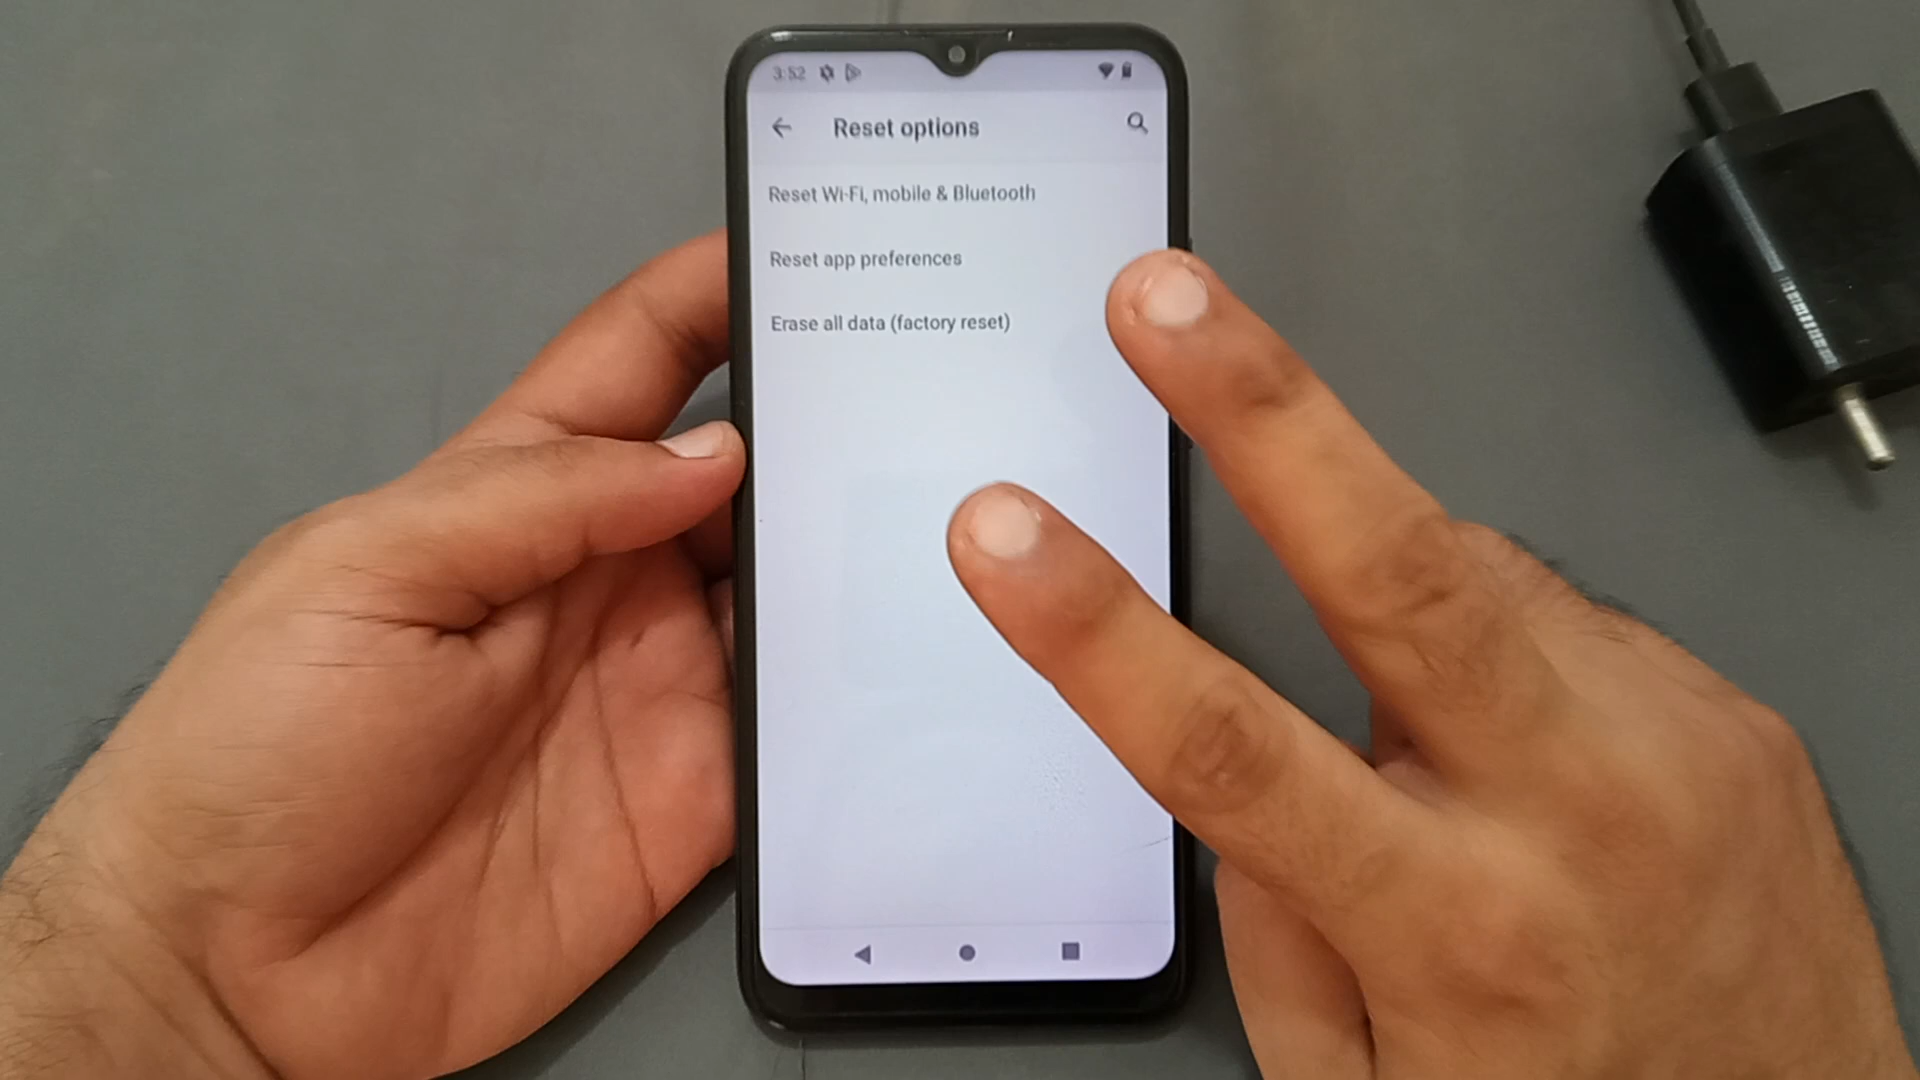 3:52
Reset options
Reset Wi-Fi, mobile & Bluetooth
Reset app preferences
Erase all data (factory reset)